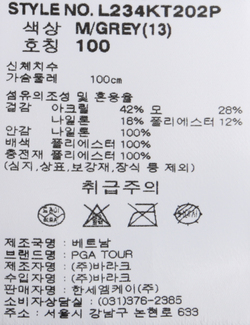 STYLE NO. L234KT202P
색상 M/GREY(13)
호칭 100
신체치수
가슴둘레 100cm
섬유의조성 및 혼용율
겉감 아크릴 42% 모 28%
나일론 18% 폴리에스터 12%
안감 나일론 100%
배색 폴리에스터 100%
충전재 폴리에스터 100%
(심지,상표,보강재,장식 등 제외)
취급주의
제조국명 : 베트남
브랜드명 : PGA TOUR
제조자명 : (주)바라크
수입자명 : (주)바라크
판매자명 : 한세엠케이(주)
소비자상담실 : (031)376-2385
주소 : 서울시 강남구 논현로 633